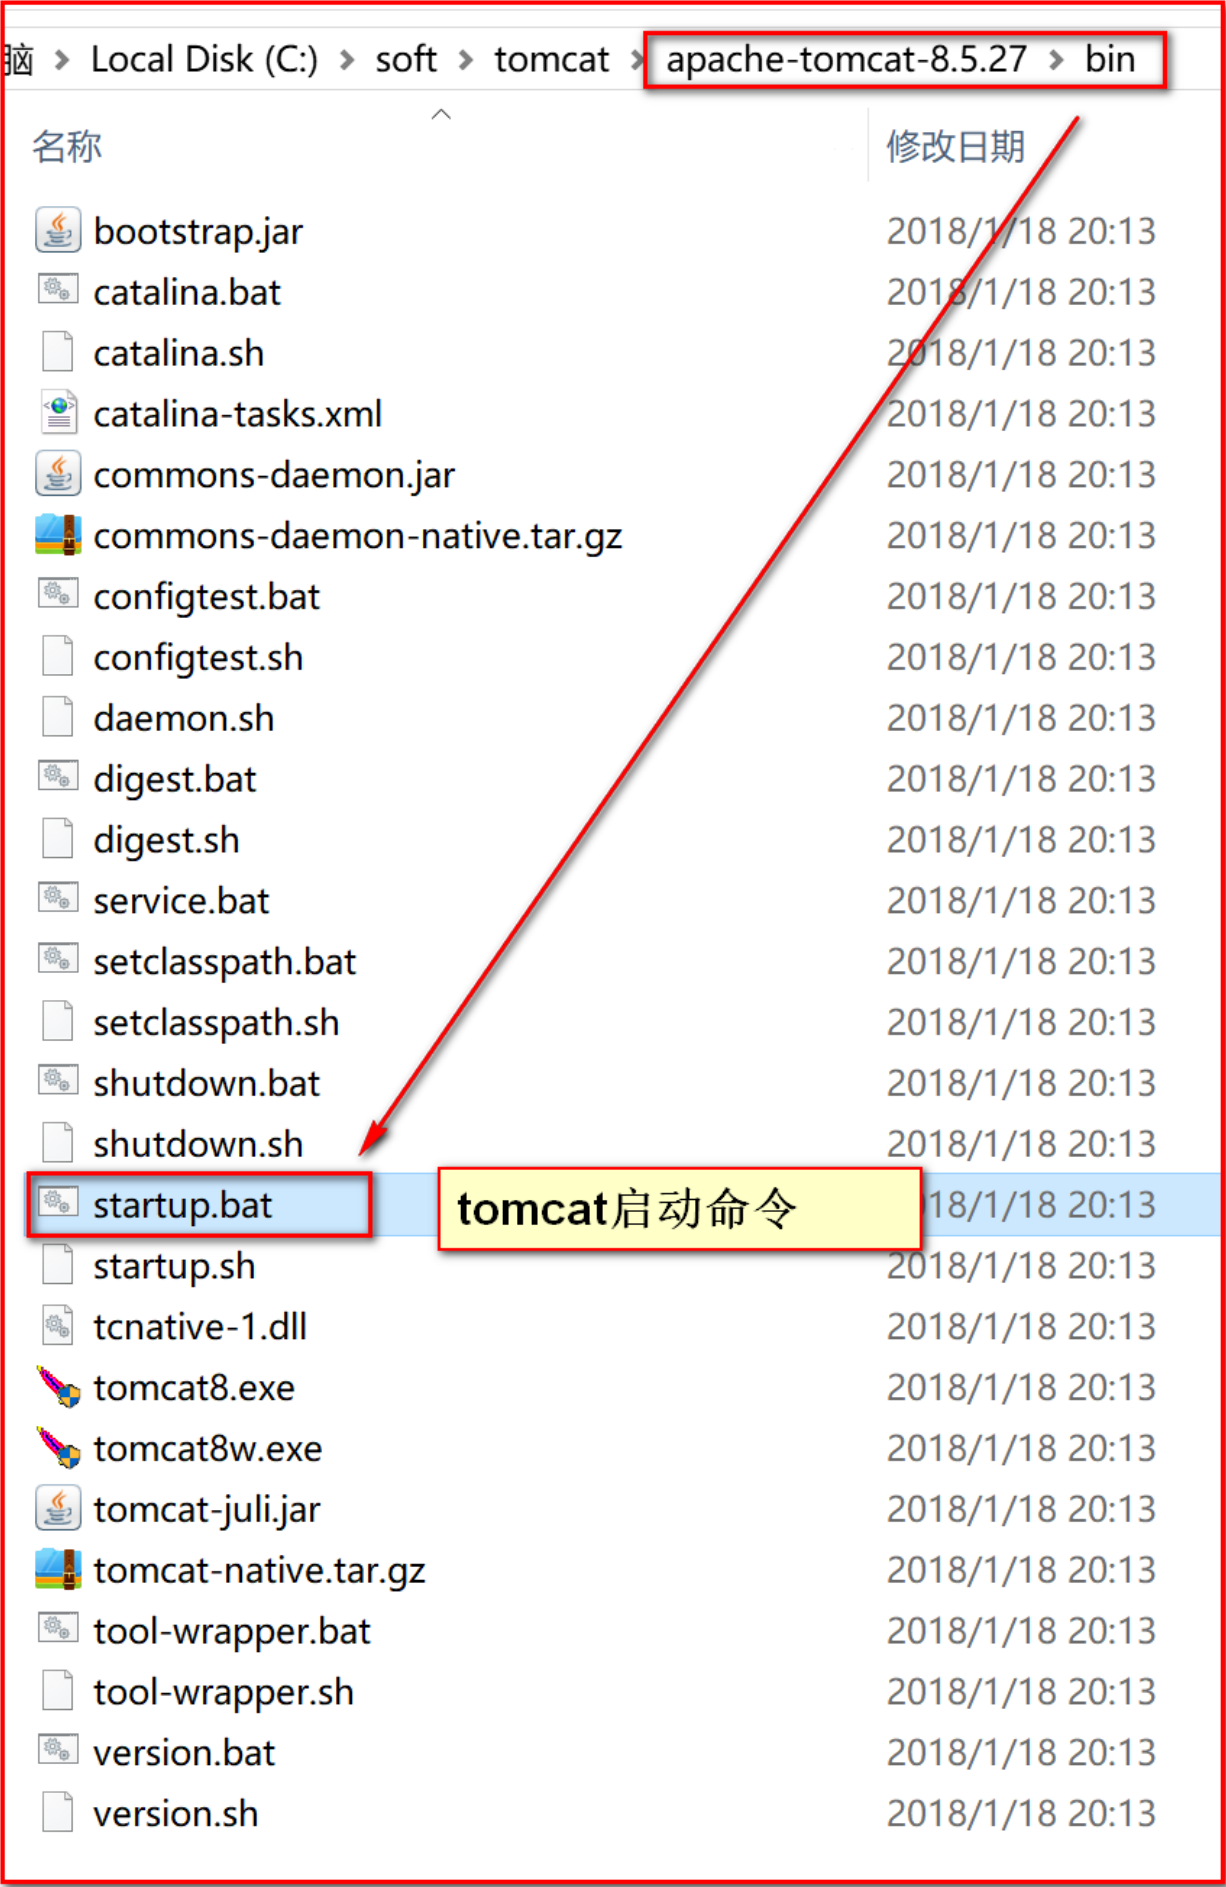 脑 > Local Disk (C:) > soft > tomcat > apache-tomcat-8.5.27 > bin
名称 修改日期
bootstrap.jar 2018/1/18 20:13
catalina.bat 2018/1/18 20:13
catalina.sh 2018/1/18 20:13
catalina-tasks.xml 2018/1/18 20:13
commons-daemon.jar 2018/1/18 20:13
commons-daemon-native.tar.gz 2018/1/18 20:13
configtest.bat 2018/1/18 20:13
configtest.sh 2018/1/18 20:13
daemon.sh 2018/1/18 20:13
digest.bat 2018/1/18 20:13
digest.sh 2018/1/18 20:13
service.bat 2018/1/18 20:13
setclasspath.bat 2018/1/18 20:13
setclasspath.sh 2018/1/18 20:13
shutdown.bat 2018/1/18 20:13
shutdown.sh 2018/1/18 20:13
startup.bat tomcat启动命令 18/1/18 20:13
startup.sh 2018/1/18 20:13
tcnative-1.dll 2018/1/18 20:13
tomcat8.exe 2018/1/18 20:13
tomcat8w.exe 2018/1/18 20:13
tomcat-juli.jar 2018/1/18 20:13
tomcat-native.tar.gz 2018/1/18 20:13
tool-wrapper.bat 2018/1/18 20:13
tool-wrapper.sh 2018/1/18 20:13
version.bat 2018/1/18 20:13
version.sh 2018/1/18 20:13